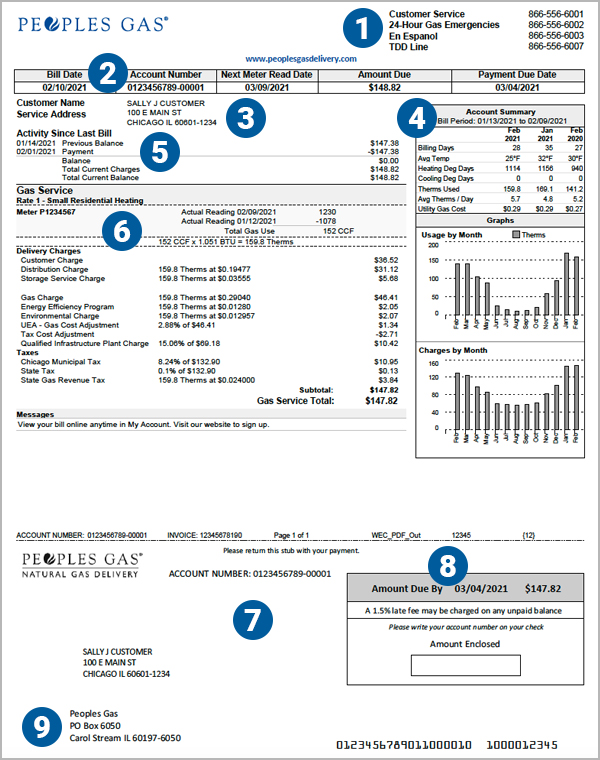 PEOPLES GAS®
1
Customer Service 866-556-6001
24-Hour Gas Emergencies 866-556-6002
En Espanol 866-556-6003
TDD Line 866-556-6007
www.peoplesgasdelivery.com
2
Bill Date Account Number Next Meter Read Date Amount Due Payment Due Date
02/10/2021 0123456789-00001 03/09/2021 $148.82 03/04/2021
Customer Name SALLY J CUSTOMER
Service Address 100 E MAIN ST
CHICAGO IL 60601-1234
3
Activity Since Last Bill
01/14/2021 Previous Balance $147.38
02/01/2021 Payment -$147.38
Balance $0.00
Total Current Charges $148.82
Total Current Balance $148.82
5
4
Account Summary
Bill Period: 01/13/2021 to 02/09/2021
Feb 2021 Jan 2021 Feb 2020
Billing Days 28 35 27
Avg Temp 25°F 32°F 30°F
Heating Deg Days 1114 1156 940
Cooling Deg Days 0 0 0
Therms Used 159.8 169.1 141.2
Avg Therms / Day 5.7 4.8 5.2
Utility Gas Cost $0.29 $0.29 $0.27
Graphs
Usage by Month Therms
200
150
100
50
0
Feb Mar Apr May Jun Jul Aug Sep Oct Nov Dec Jan Feb
Charges by Month
160
120
80
40
0
Feb Mar Apr May Jun Jul Aug Sep Oct Nov Dec Jan Feb
Gas Service
Rate 1 - Small Residential Heating
Meter P1234567 Actual Reading 02/09/2021 1230
Actual Reading 01/12/2021 -1078
Total Gas Use 152 CCF
152 CCF x 1.051 BTU = 159.8 Therms
6
Delivery Charges
Customer Charge $36.52
Distribution Charge 159.8 Therms at $0.19477 $31.12
Storage Service Charge 159.8 Therms at $0.03555 $5.68
Gas Charge 159.8 Therms at $0.29040 $46.41
Energy Efficiency Program 159.8 Therms at $0.01280 $2.05
Environmental Charge 159.8 Therms at $0.012957 $2.07
UEA - Gas Cost Adjustment 2.88% of $46.41 $1.34
Tax Cost Adjustment -$2.71
Qualified Infrastructure Plant Charge 15.06% of $69.18 $10.42
Taxes
Chicago Municipal Tax 8.24% of $132.90 $10.95
State Tax 0.1% of $132.90 $0.13
State Gas Revenue Tax 159.8 Therms at $0.024000 $3.84
Subtotal: $147.82
Gas Service Total: $147.82
Messages
View your bill online anytime in My Account. Visit our website to sign up.
ACCOUNT NUMBER: 0123456789-00001 INVOICE: 12345678190 Page 1 of 1 WEC_PDF_Out 12345 {12}
Please return this stub with your payment.
PEOPLES GAS®
NATURAL GAS DELIVERY
ACCOUNT NUMBER: 0123456789-00001
8
Amount Due By 03/04/2021 $147.82
A 1.5% late fee may be charged on any unpaid balance
Please write your account number on your check
Amount Enclosed
7
SALLY J CUSTOMER
100 E MAIN ST
CHICAGO IL 60601-1234
9
Peoples Gas
PO Box 6050
Carol Stream IL 60197-6050
0123456789011000010 1000012345